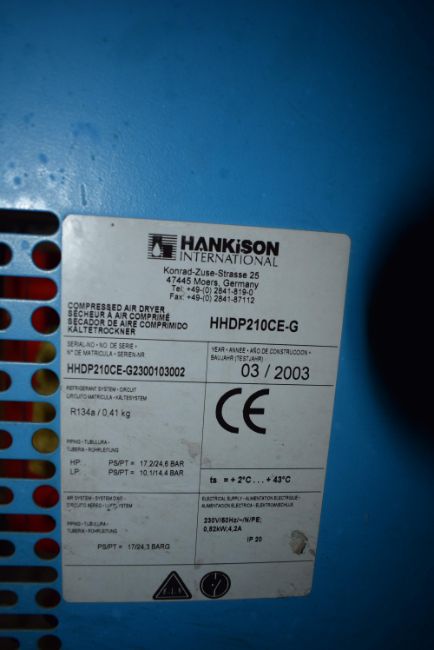 HANKiSON
INTERNATIONAL
Konrad-Zuse-Strasse 25
47445 Moers, Germany
Tel: +49-(0) 2841-819-0
Fax: +49-(0) 2841-87112
COMPRESSED AIR DRYER
SÉCHEUR À AIR COMPRIMÉ
SECADOR DE AIRE COMPRIMIDO
KÄLTETROCKNER
HHDP210CE-G
SERIAL-NO - NO. DE SERIE -
N° DE MATRICULA - SERIEN-NR
HHDP210CE-G2300103002
YEAR - ANNEE - AÑO DE CONSTRUCCION -
BAUJAHR (TESTJAHR)
03 / 2003
REFRIGERANT SYSTEM - CIRCUIT
CIRCUITO MATRICULA - KÄLTESYSTEM
R134a / 0,41 kg
CE
PIPING - TUBULURA -
TUBERIA - ROHRLEITUNG
HP: PS/PT = 17,2/24,6 BAR
LP: PS/PT = 10,1/14,4 BAR
ts = + 2°C . . . + 43°C
AIR SYSTEM - SYSTEM D'AIR -
CIRCUITO AEREO - LUFTSYSTEM
PIPING - TUBULURA -
TUBERIA - ROHRLEITUNG
PS/PT = 17/24,3 BARG
ELECTRICAL SUPPLY - ALIMENTATION ELECTRIQUE -
ALIMENTACION ELECTRICA - ELEKTROANSCHLUß
230V/50Hz/~/N/PE;
0,82kW;4,2A
IP 20